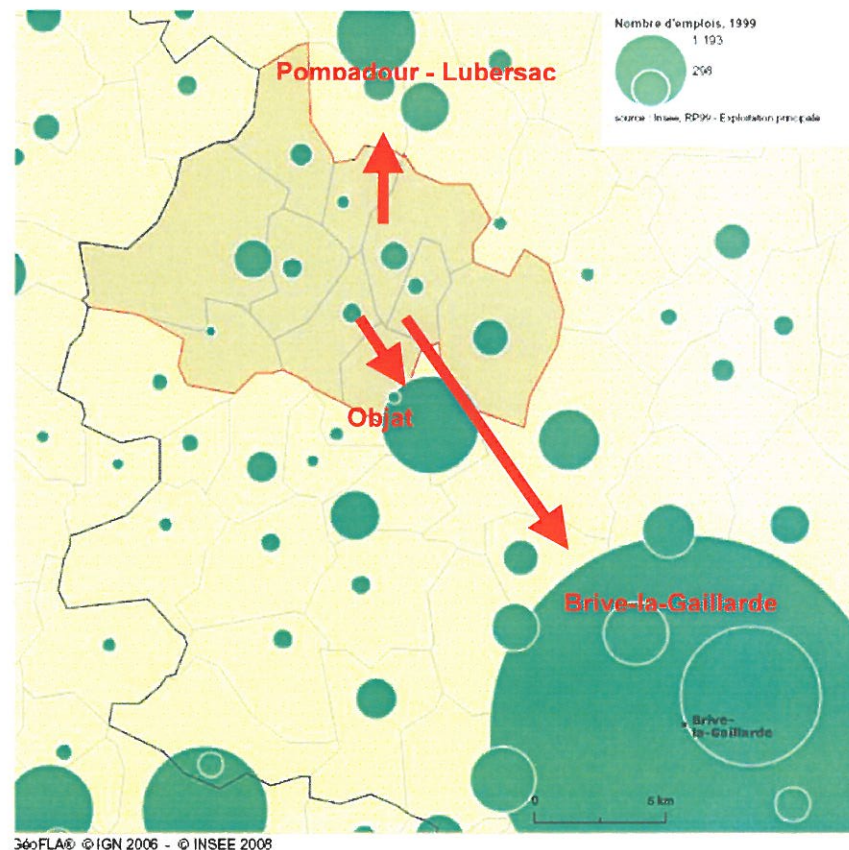 Nombre d'emplois, 1999
1 193
298
source : Insee, RP99 - Exploitation principale
Pompadour - Lubersac
Objat
Brive-la-Gaillarde
Brive-
la-Gaillarde
0
5 km
GéoFLA® © IGN 2006 - © INSEE 2008